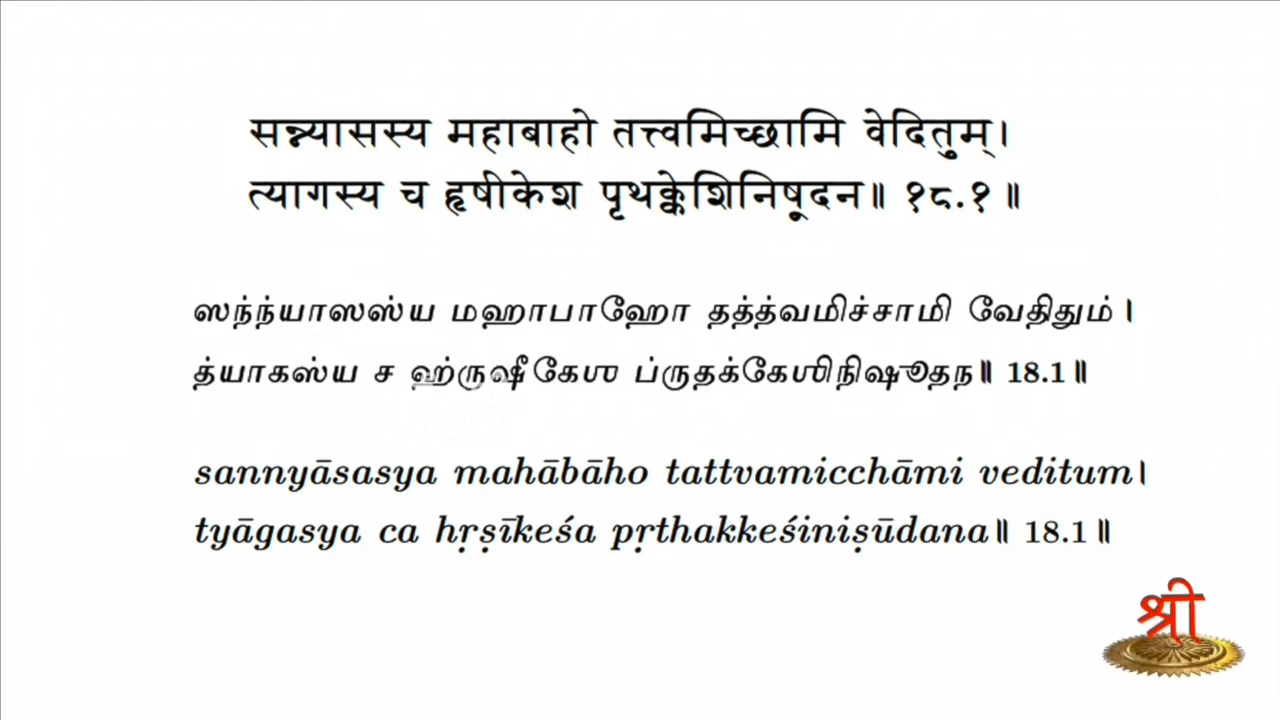 सन्न्यासस्य महाबाहो तत्त्वमिच्छामि वेदितुम्।
त्यागस्य च हृषीकेश पृथक्केशिनिषूदन॥ १८.१॥
ஸந்ந்யாஸஸ்ய மஹாபாஹோ தத்த்வமிச்சாமி வேதிதும்।
த்யாகஸ்ய ச ஹ்ருஷீகேஶ ப்ருதக்கேஶிநிஷூதந॥ 18.1॥
sannyāsasya mahābāho tattvamicchāmi veditum।
tyāgasya ca hṛṣīkeśa pṛthakkeśiniṣūdana॥ 18.1॥
श्री